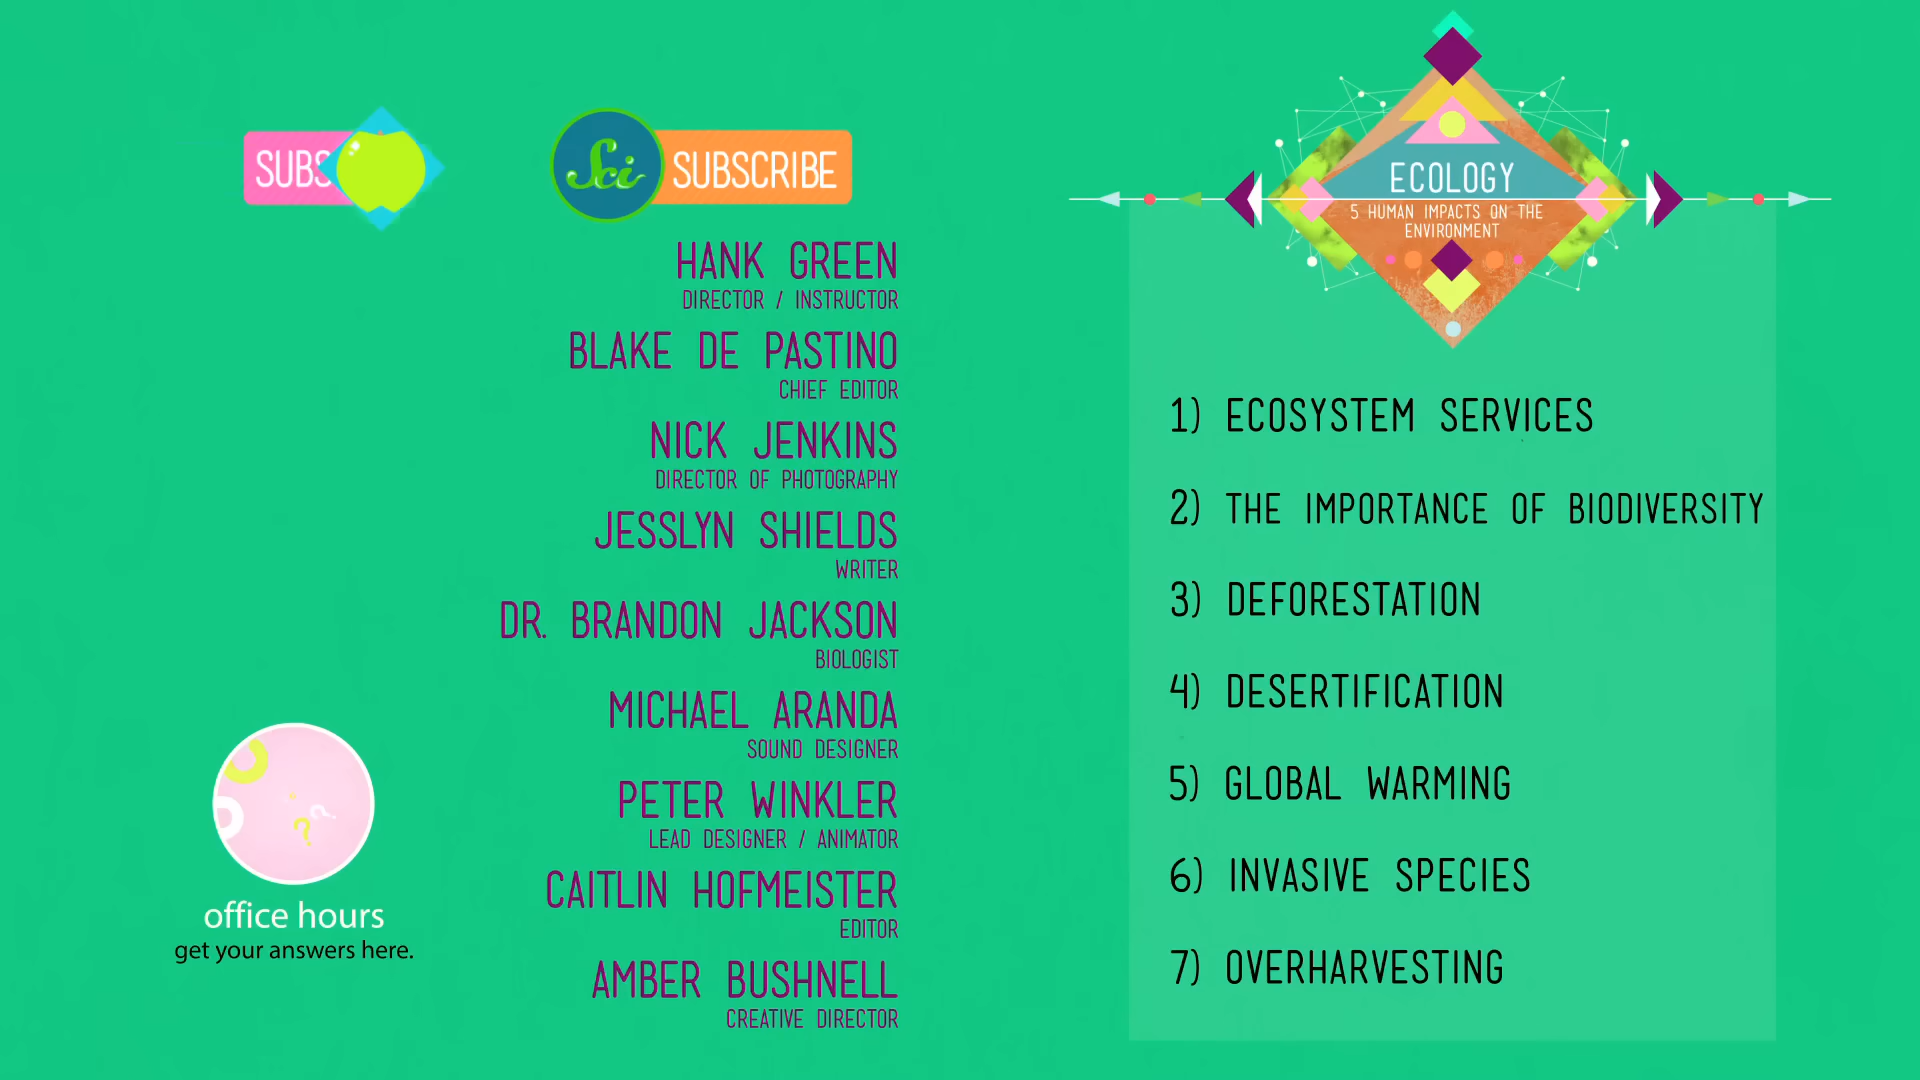 SUBS
Sci
SUBSCRIBE
HANK GREEN
DIRECTOR / INSTRUCTOR
BLAKE DE PASTINO
CHIEF EDITOR
NICK JENKINS
DIRECTOR OF PHOTOGRAPHY
JESSLYN SHIELDS
WRITER
DR. BRANDON JACKSON
BIOLOGIST
MICHAEL ARANDA
SOUND DESIGNER
PETER WINKLER
LEAD DESIGNER / ANIMATOR
CAITLIN HOFMEISTER
EDITOR
AMBER BUSHNELL
CREATIVE DIRECTOR
? ?
office hours
get your answers here.
ECOLOGY
5 HUMAN IMPACTS ON THE
ENVIRONMENT
1) ECOSYSTEM SERVICES
2) THE IMPORTANCE OF BIODIVERSITY
3) DEFORESTATION
4) DESERTIFICATION
5) GLOBAL WARMING
6) INVASIVE SPECIES
7) OVERHARVESTING